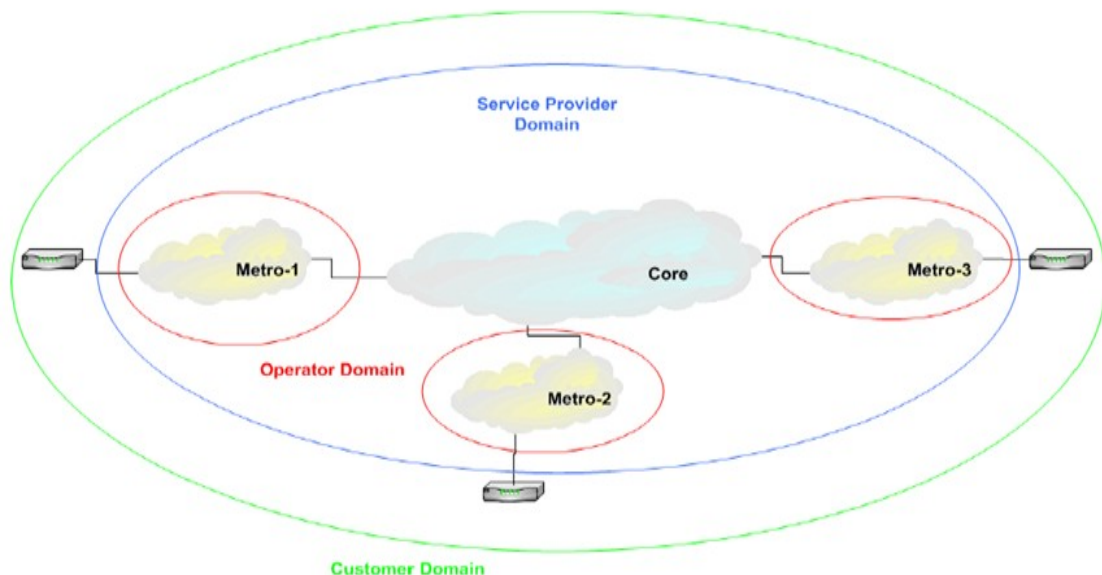 Service Provider
Domain
Metro-1
Core
Metro-3
Operator Domain
Metro-2
Customer Domain